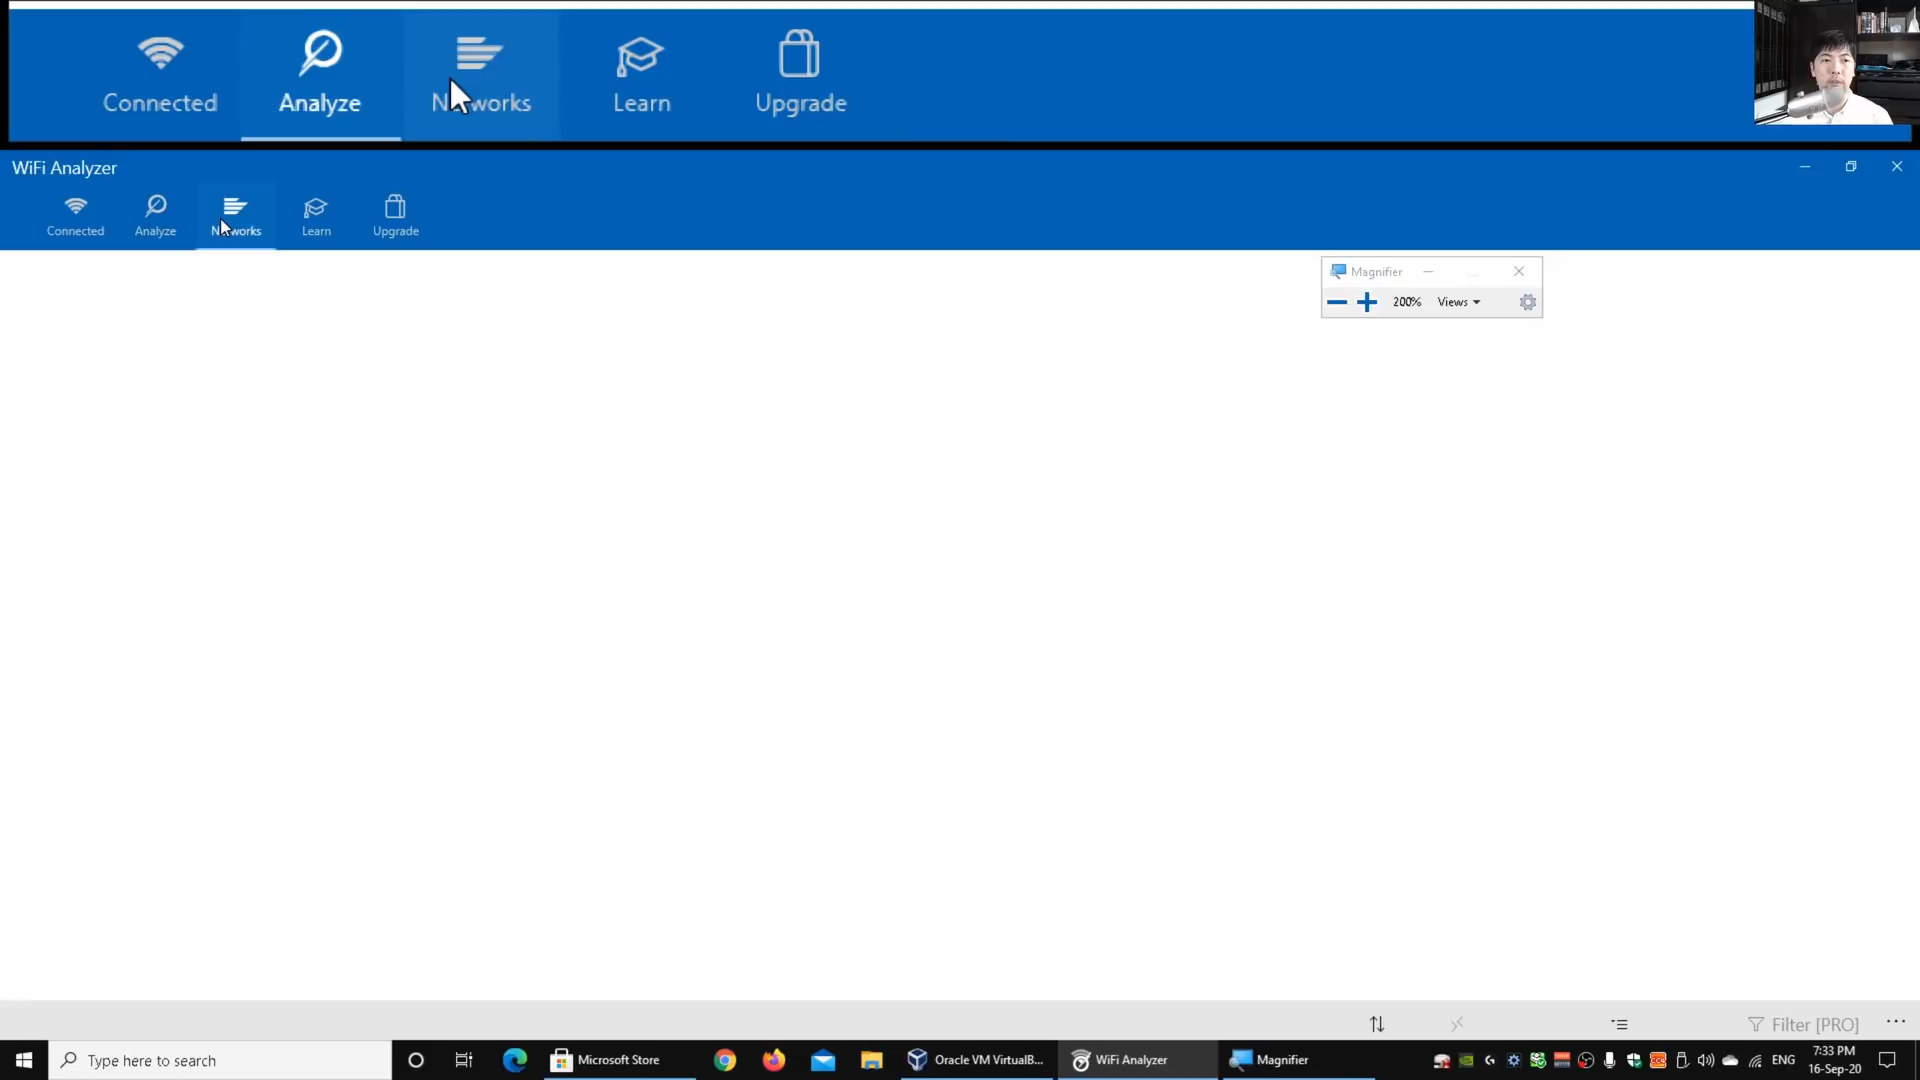 Connected Analyze Networks Learn Upgrade
WiFi Analyzer
Connected Analyze Networks Learn Upgrade
Magnifier
200% Views
Filter [PRO]
Type here to search
Microsoft Store
Oracle VM VirtualB...
WiFi Analyzer
Magnifier
ENG
7:33 PM
16-Sep-20